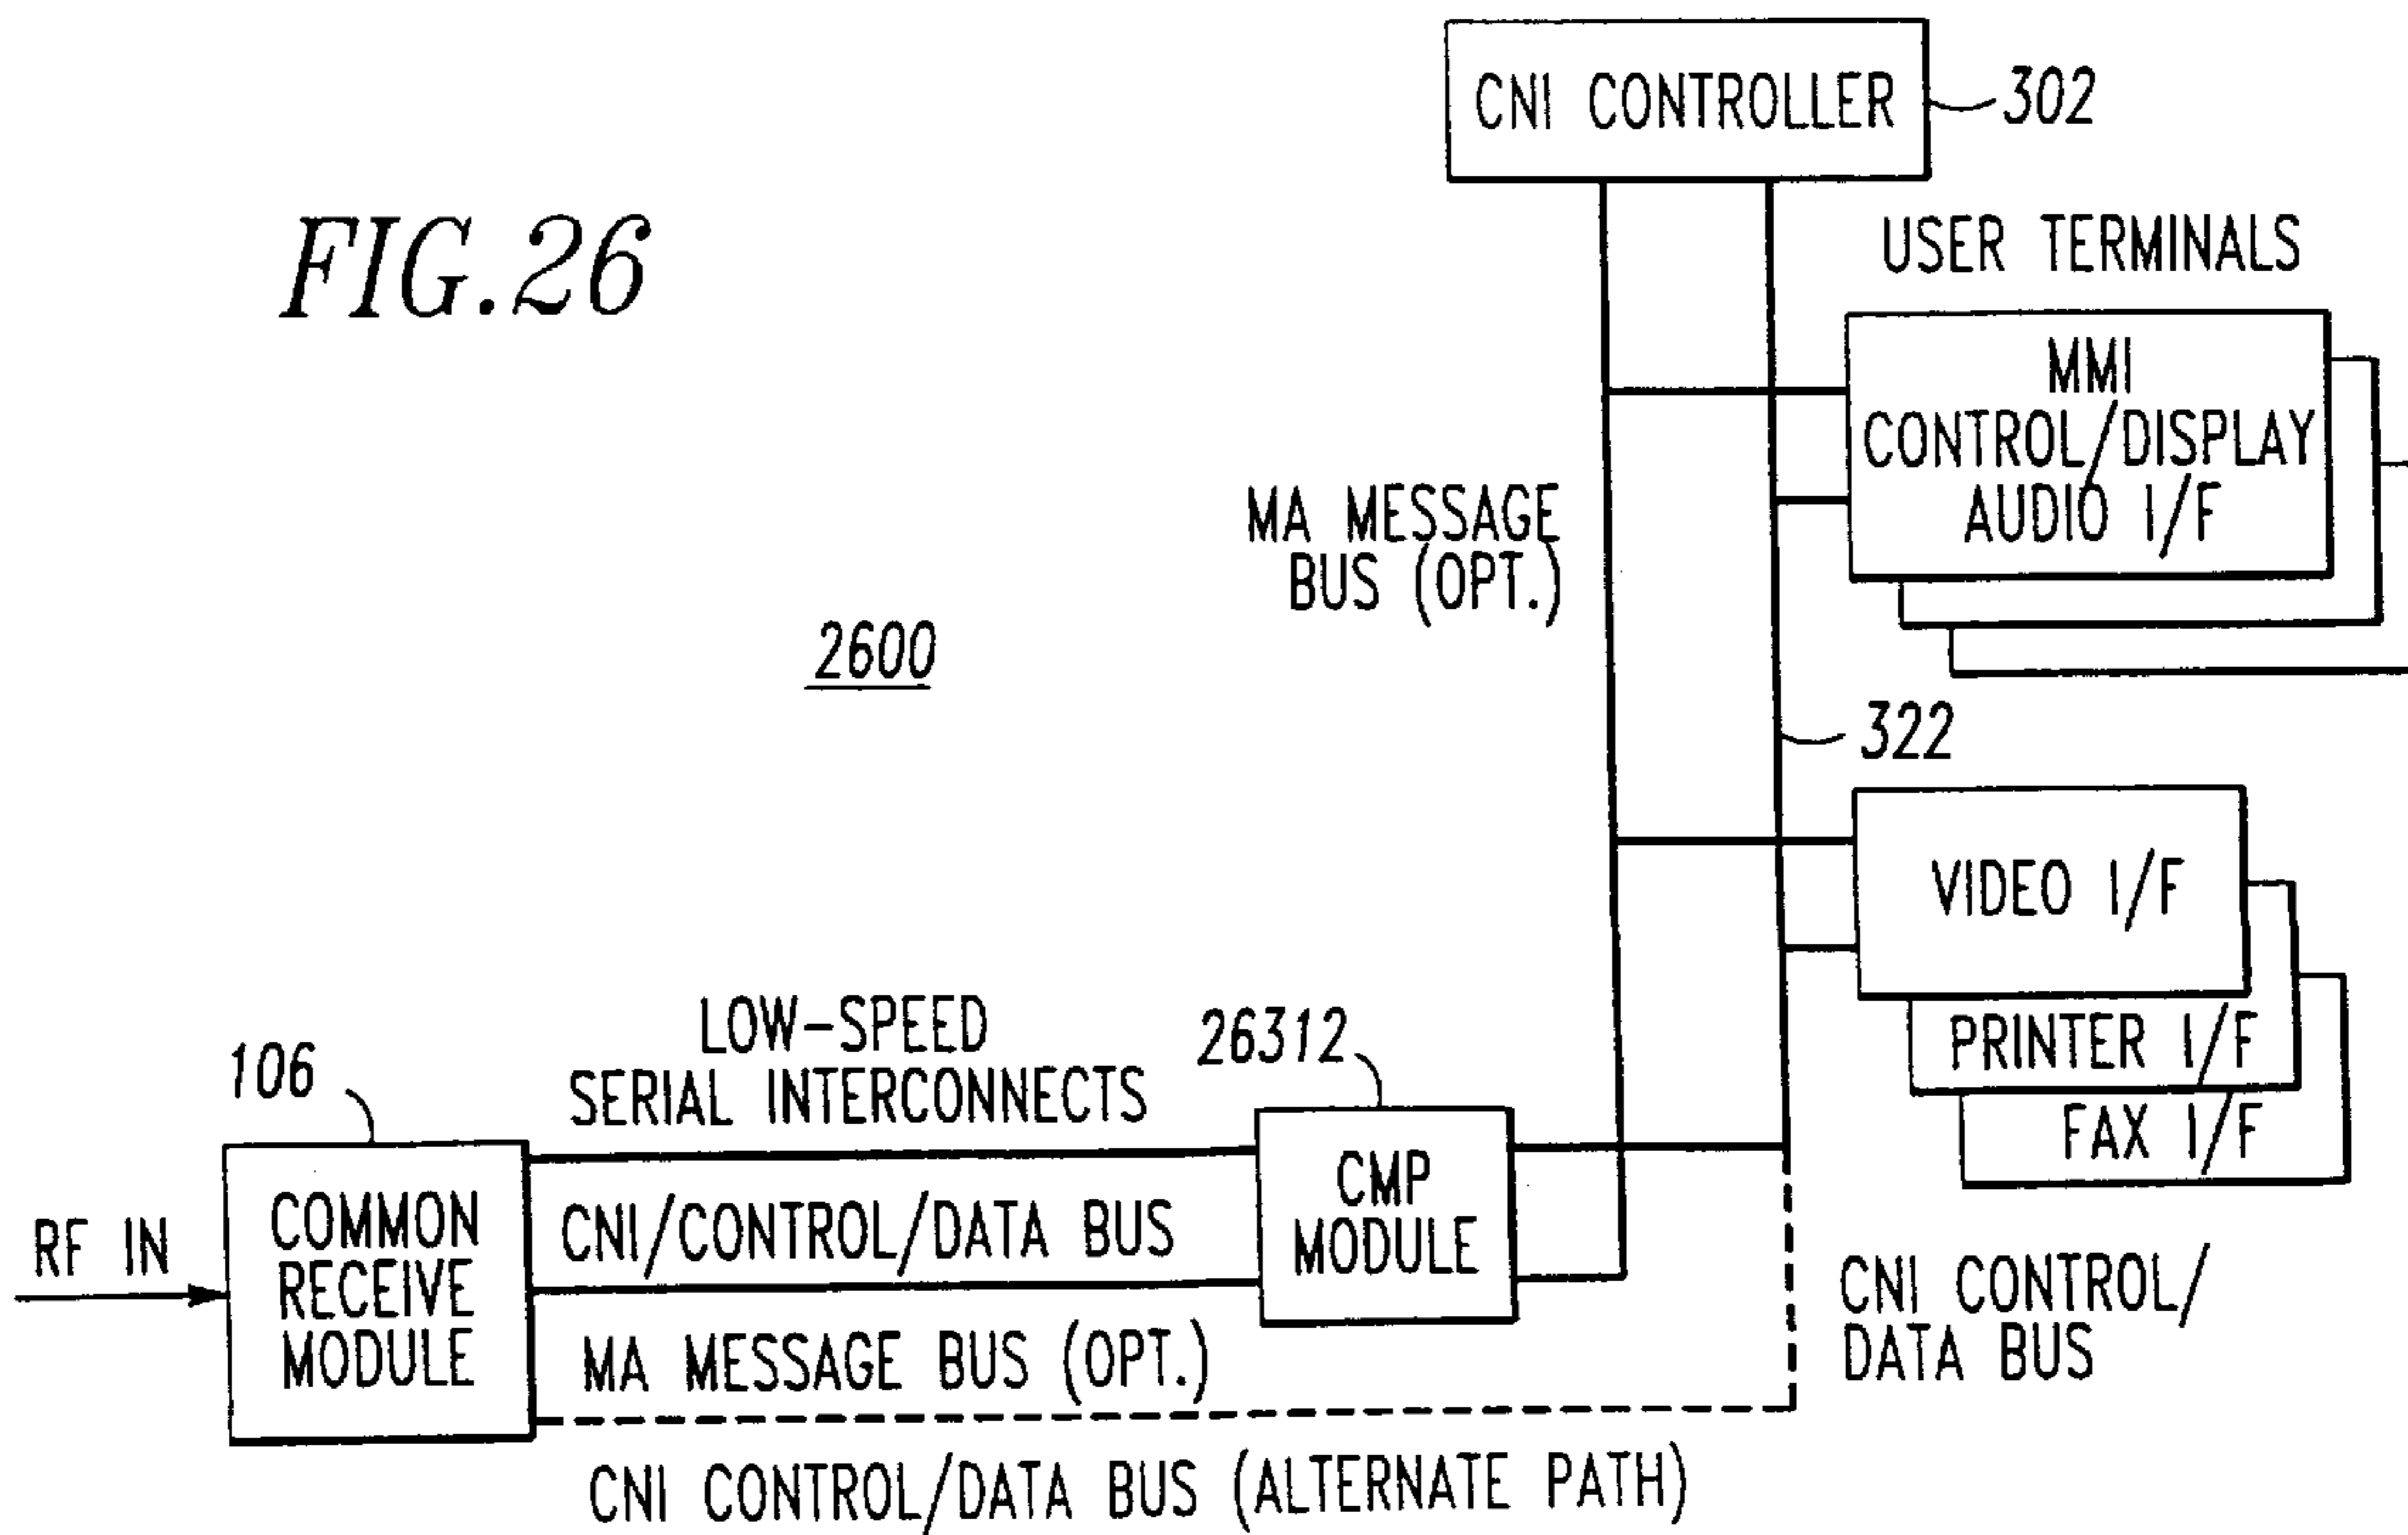 FIG.26
CNI CONTROLLER
302
USER TERMINALS
MMI
CONTROL/DISPLAY
AUDIO I/F
MA MESSAGE
BUS (OPT.)
2600
322
VIDEO I/F
PRINTER I/F
FAX I/F
LOW-SPEED
SERIAL INTERCONNECTS
26312
106
RF IN
COMMON
RECEIVE
MODULE
CNI/CONTROL/DATA BUS
CMP
MODULE
MA MESSAGE BUS (OPT.)
CNI CONTROL/
DATA BUS
CNI CONTROL/DATA BUS (ALTERNATE PATH)